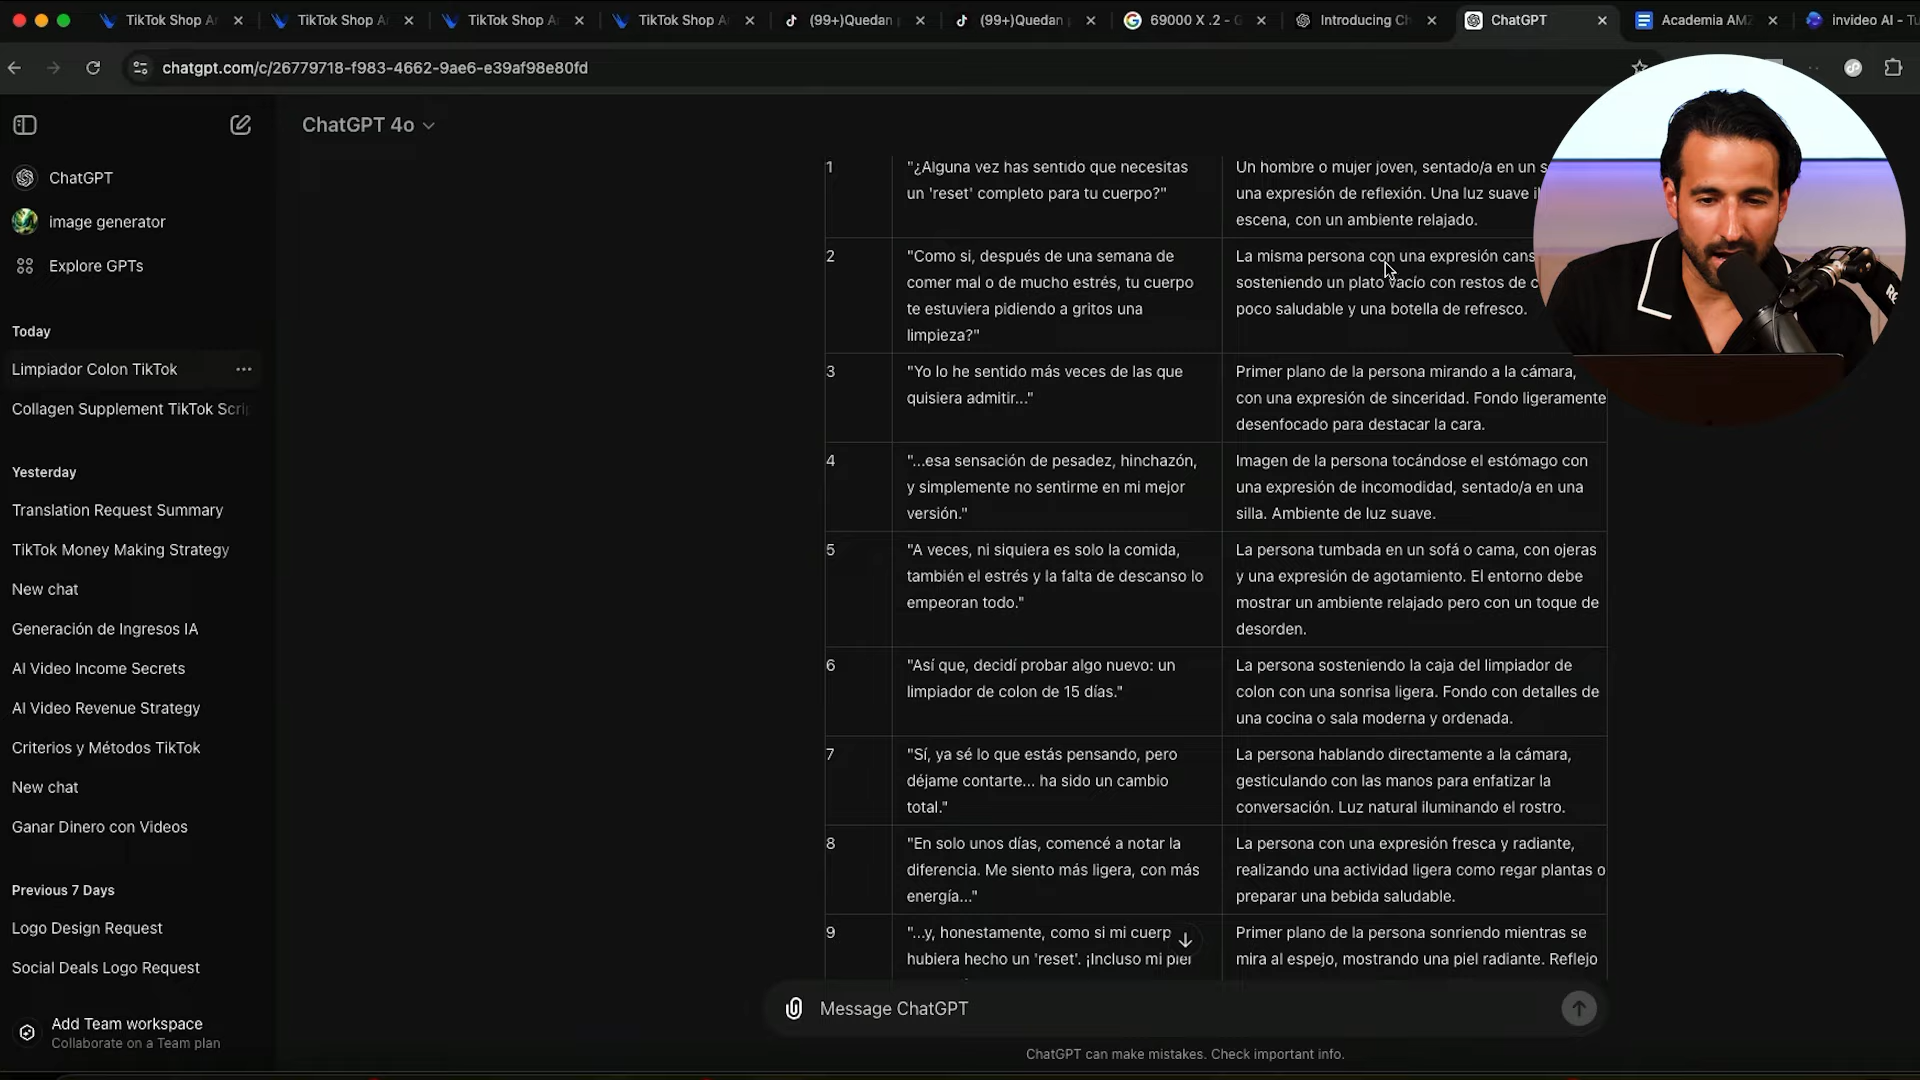 TikTok Shop A
TikTok Shop A
TikTok Shop A
TikTok Shop A
(99+)Quedan
(99+)Quedan
69000 X .2 - G
Introducing Ch
ChatGPT
Academia AMZ
invideo AI - Tu
chatgpt.com/c/26779718-f983-4662-9ae6-e39af98e80fd
ChatGPT 4o
ChatGPT
image generator
Explore GPTs
Today
Limpiador Colon TikTok
Collagen Supplement TikTok Scri
Yesterday
Translation Request Summary
TikTok Money Making Strategy
New chat
Generación de Ingresos IA
AI Video Income Secrets
AI Video Revenue Strategy
Criterios y Métodos TikTok
New chat
Ganar Dinero con Videos
Previous 7 Days
Logo Design Request
Social Deals Logo Request
Add Team workspace
Collaborate on a Team plan
1
"¿Alguna vez has sentido que necesitas
un 'reset' completo para tu cuerpo?"
Un hombre o mujer joven, sentado/a en un s
una expresión de reflexión. Una luz suave il
escena, con un ambiente relajado.
2
"Como si, después de una semana de
comer mal o de mucho estrés, tu cuerpo
te estuviera pidiendo a gritos una
limpieza?"
La misma persona con una expresión cans
sosteniendo un plato vacío con restos de c
poco saludable y una botella de refresco.
3
"Yo lo he sentido más veces de las que
quisiera admitir..."
Primer plano de la persona mirando a la cámara,
con una expresión de sinceridad. Fondo ligeramente
desenfocado para destacar la cara.
4
"...esa sensación de pesadez, hinchazón,
y simplemente no sentirme en mi mejor
versión."
Imagen de la persona tocándose el estómago con
una expresión de incomodidad, sentado/a en una
silla. Ambiente de luz suave.
5
"A veces, ni siquiera es solo la comida,
también el estrés y la falta de descanso lo
empeoran todo."
La persona tumbada en un sofá o cama, con ojeras
y una expresión de agotamiento. El entorno debe
mostrar un ambiente relajado pero con un toque de
desorden.
6
"Así que, decidí probar algo nuevo: un
limpiador de colon de 15 días."
La persona sosteniendo la caja del limpiador de
colon con una sonrisa ligera. Fondo con detalles de
una cocina o sala moderna y ordenada.
7
"Sí, ya sé lo que estás pensando, pero
déjame contarte... ha sido un cambio
total."
La persona hablando directamente a la cámara,
gesticulando con las manos para enfatizar la
conversación. Luz natural iluminando el rostro.
8
"En solo unos días, comencé a notar la
diferencia. Me siento más ligera, con más
energía..."
La persona con una expresión fresca y radiante,
realizando una actividad ligera como regar plantas o
preparar una bebida saludable.
9
"...y, honestamente, como si mi cuerp
hubiera hecho un 'reset'. ¡Incluso mi piel
Primer plano de la persona sonriendo mientras se
mira al espejo, mostrando una piel radiante. Reflejo
Message ChatGPT
ChatGPT can make mistakes. Check important info.